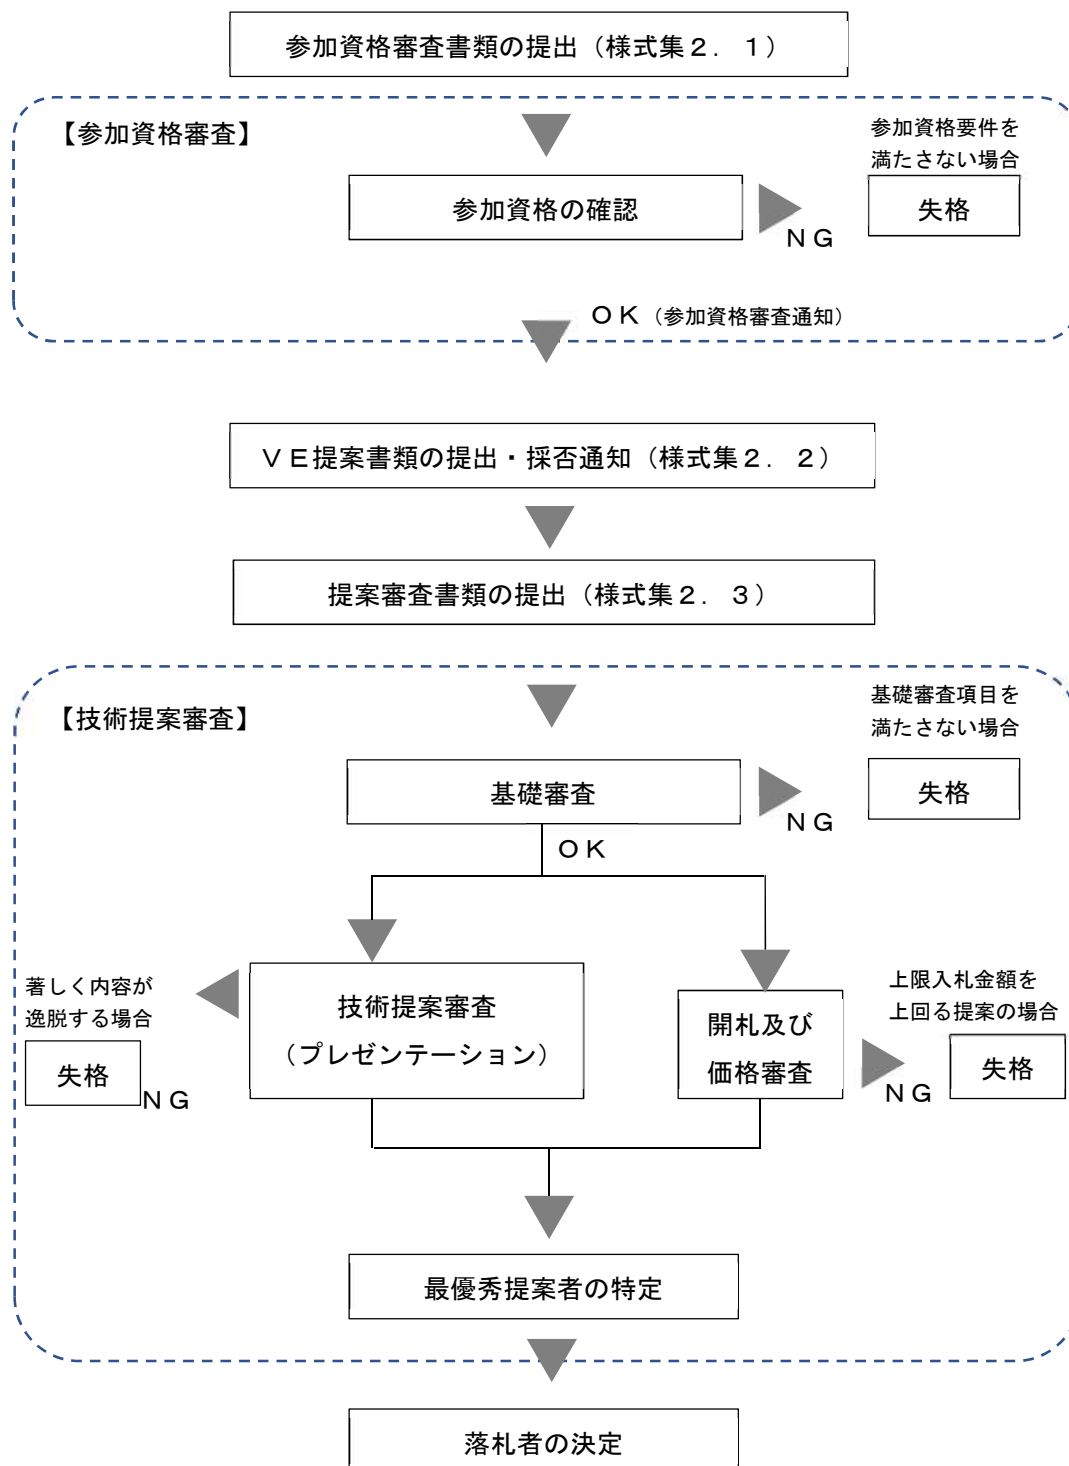 参加資格審査書類の提出（様式集２．１）
【参加資格審査】
参加資格要件を
満たさない場合
参加資格の確認
ＮＧ
失格
ＯＫ（参加資格審査通知）
ＶＥ提案書類の提出・採否通知（様式集２．２）
提案審査書類の提出（様式集２．３）
【技術提案審査】
基礎審査項目を
満たさない場合
基礎審査
ＮＧ
失格
ＯＫ
著しく内容が
逸脱する場合
失格
ＮＧ
技術提案審査
（プレゼンテーション）
開札及び
価格審査
上限入札金額を
上回る提案の場合
ＮＧ
失格
最優秀提案者の特定
落札者の決定